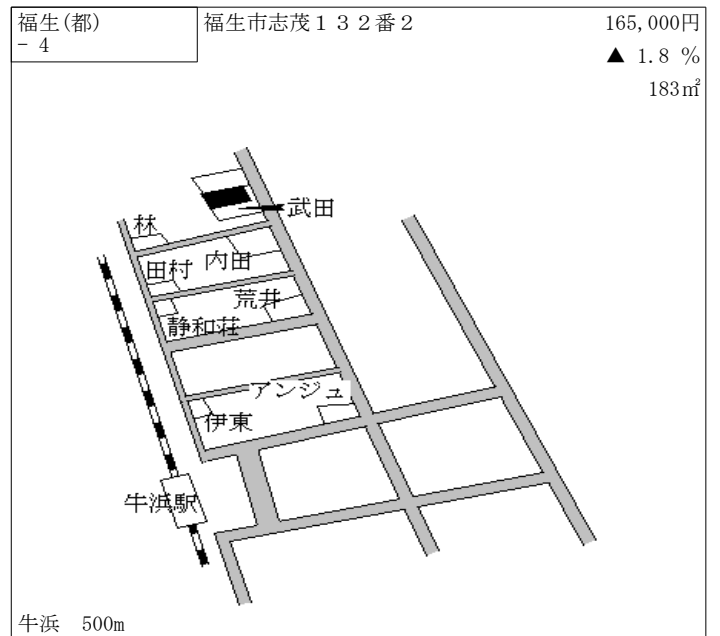 福生(都)
- 4
福生市志茂１３２番２
165,000円
▲ 1.8 %
183㎡
武田
林
内田
田村
荒井
静和荘
アンジュ
伊東
牛浜駅
牛浜　500m